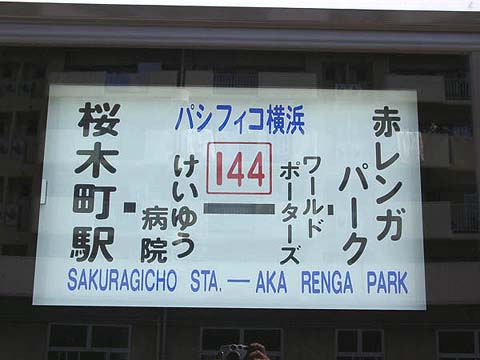 パシフィコ横浜
144
桜木町駅
けいゆう
病院
ワールド
ポーターズ
赤レンガ
パーク
SAKURAGICHO STA. — AKA RENGA PARK